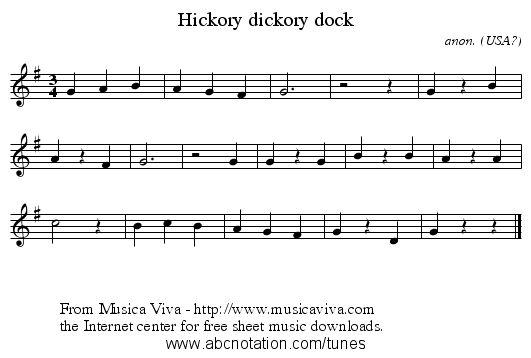 Hickory dickory dock
anon. (USA?)
3
4
From Musica Viva - http://www.musicaviva.com
the Internet center for free sheet music downloads.
www.abcnotation.com/tunes